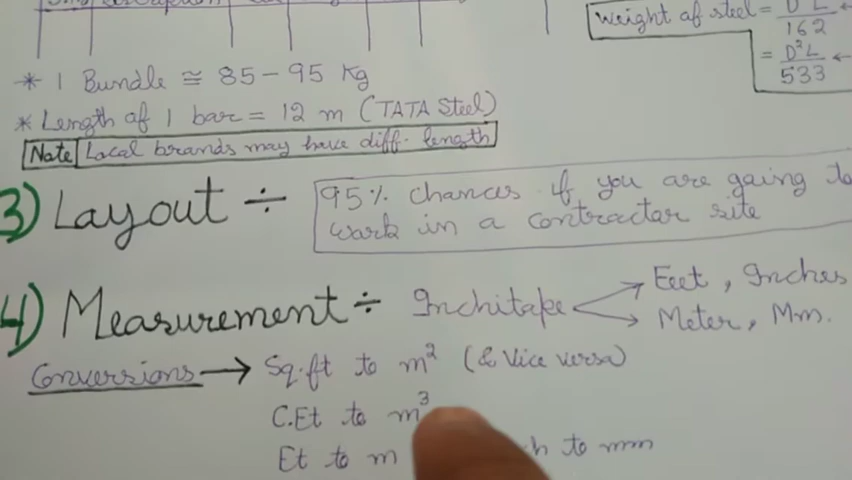 Weight of steel = D²L / 162
= D²L / 533
* 1 Bundle ≅ 85 - 95 Kg
* Length of 1 bar = 12 m (TATA Steel)
Note Local brands may have diff. length
3) Layout ÷ 95% chances if you are going to
work in a contractor site
4) Measurement ÷ Inchitape
Feet, Inches
Meter, Mm.
Conversions → Sq.ft to m² (& Vice versa)
C.Ft to m³
Ft to m to mm